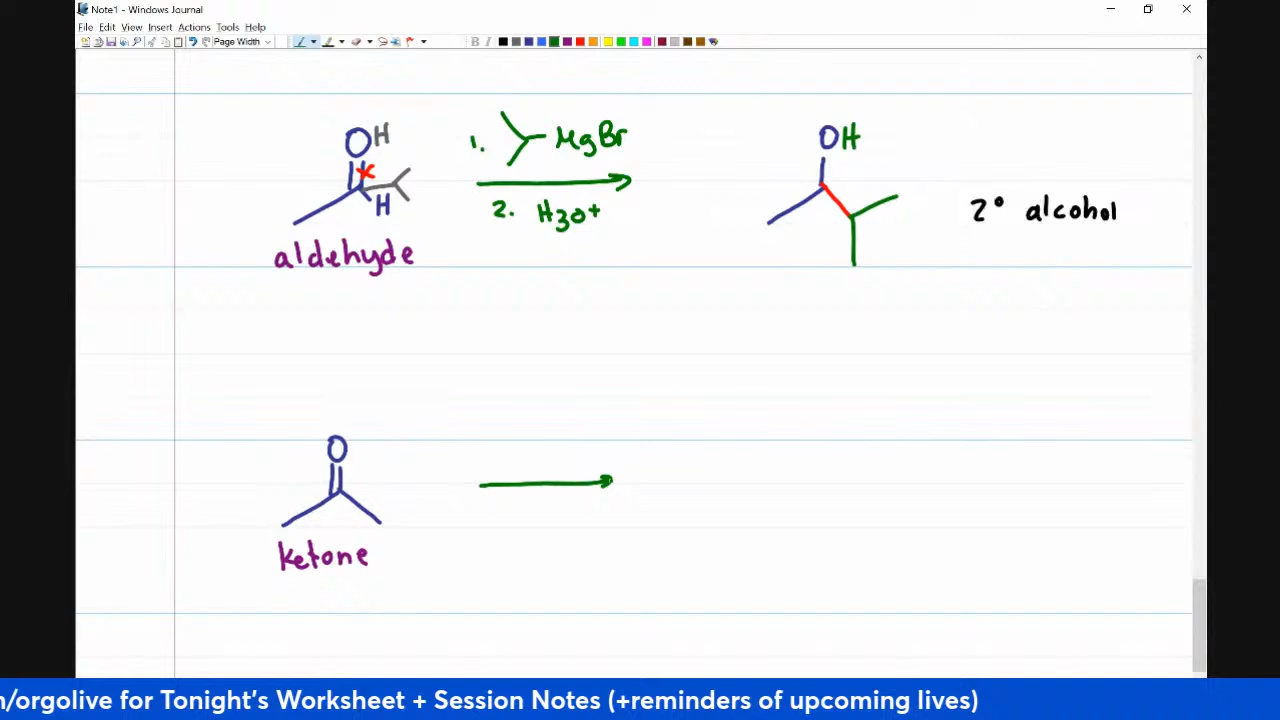 Note1 - Windows Journal
File Edit View Insert Actions Tools Help
Page Width
B I
OH
H
aldehyde
1. MgBr
2. H3O+
OH
2° alcohol
O
ketone
n/orgolive for Tonight's Worksheet + Session Notes (+reminders of upcoming lives)